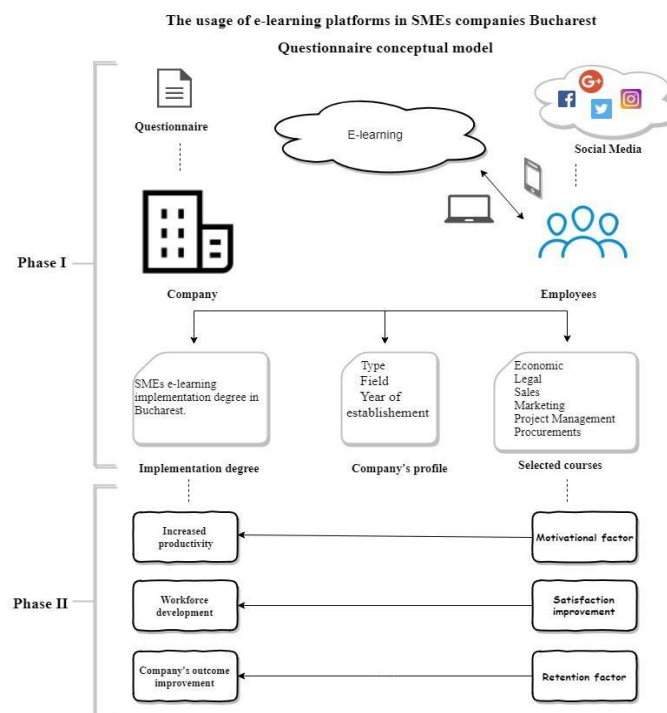 The usage of e-learning platforms in SMEs companies Bucharest
Questionnaire conceptual model
Questionnaire
E-learning
G+
Social Media
Phase I
Company
Employees
SMEs e-learning
implementation degree in
Bucharest.
Type
Field
Year of
establishement
Economic
Legal
Sales
Marketing
Project Management
Procurements
Implementation degree
Company's profile
Selected courses
Phase II
Increased
productivity
Motivational factor
Workforce
development
Satisfaction
improvement
Company's outcome
improvement
Retention factor